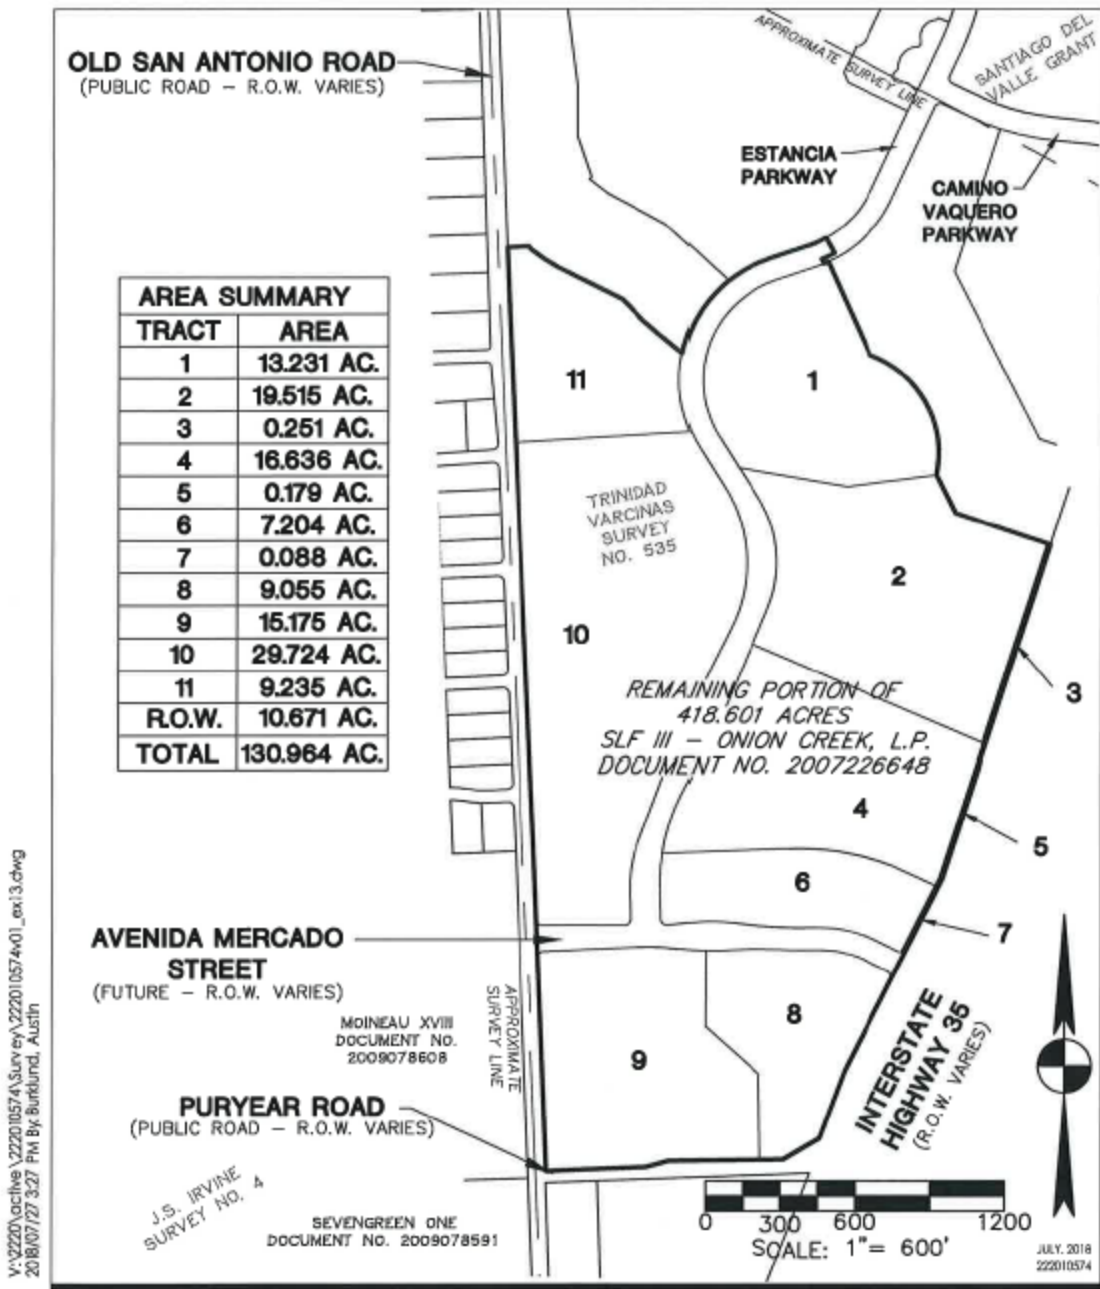 OLD SAN ANTONIO ROAD
(PUBLIC ROAD – R.O.W. VARIES)
APPROXIMATE SURVEY LINE
SANTIAGO DEL
VALLE GRANT
ESTANCIA
PARKWAY
CAMINO
VAQUERO
PARKWAY
AREA SUMMARY
TRACT AREA
1 13.231 AC.
2 19.515 AC.
3 0.251 AC.
4 16.636 AC.
5 0.179 AC.
6 7.204 AC.
7 0.088 AC.
8 9.055 AC.
9 15.175 AC.
10 29.724 AC.
11 9.235 AC.
R.O.W. 10.671 AC.
TOTAL 130.964 AC.
11
1
TRINIDAD
VARCINAS
SURVEY
NO. 535
2
10
REMAINING PORTION OF
418.601 ACRES
SLF III – ONION CREEK, L.P.
DOCUMENT NO. 2007226648
3
4
5
6
7
AVENIDA MERCADO
STREET
(FUTURE – R.O.W. VARIES)
MOINEAU XVIII
DOCUMENT NO.
2009078608
APPROXIMATE
SURVEY LINE
8
9
INTERSTATE
HIGHWAY 35
(R.O.W. VARIES)
PURYEAR ROAD
(PUBLIC ROAD – R.O.W. VARIES)
J.S. IRVINE
SURVEY NO. 4
SEVENGREEN ONE
DOCUMENT NO. 2009078591
0 300 600 1200
SCALE: 1"= 600'
JULY, 2018
222010574
V:\2220\active\222010574\Survey\222010574v01_ex13.dwg
2018/07/27 3:27 PM By: Burklund, Austin